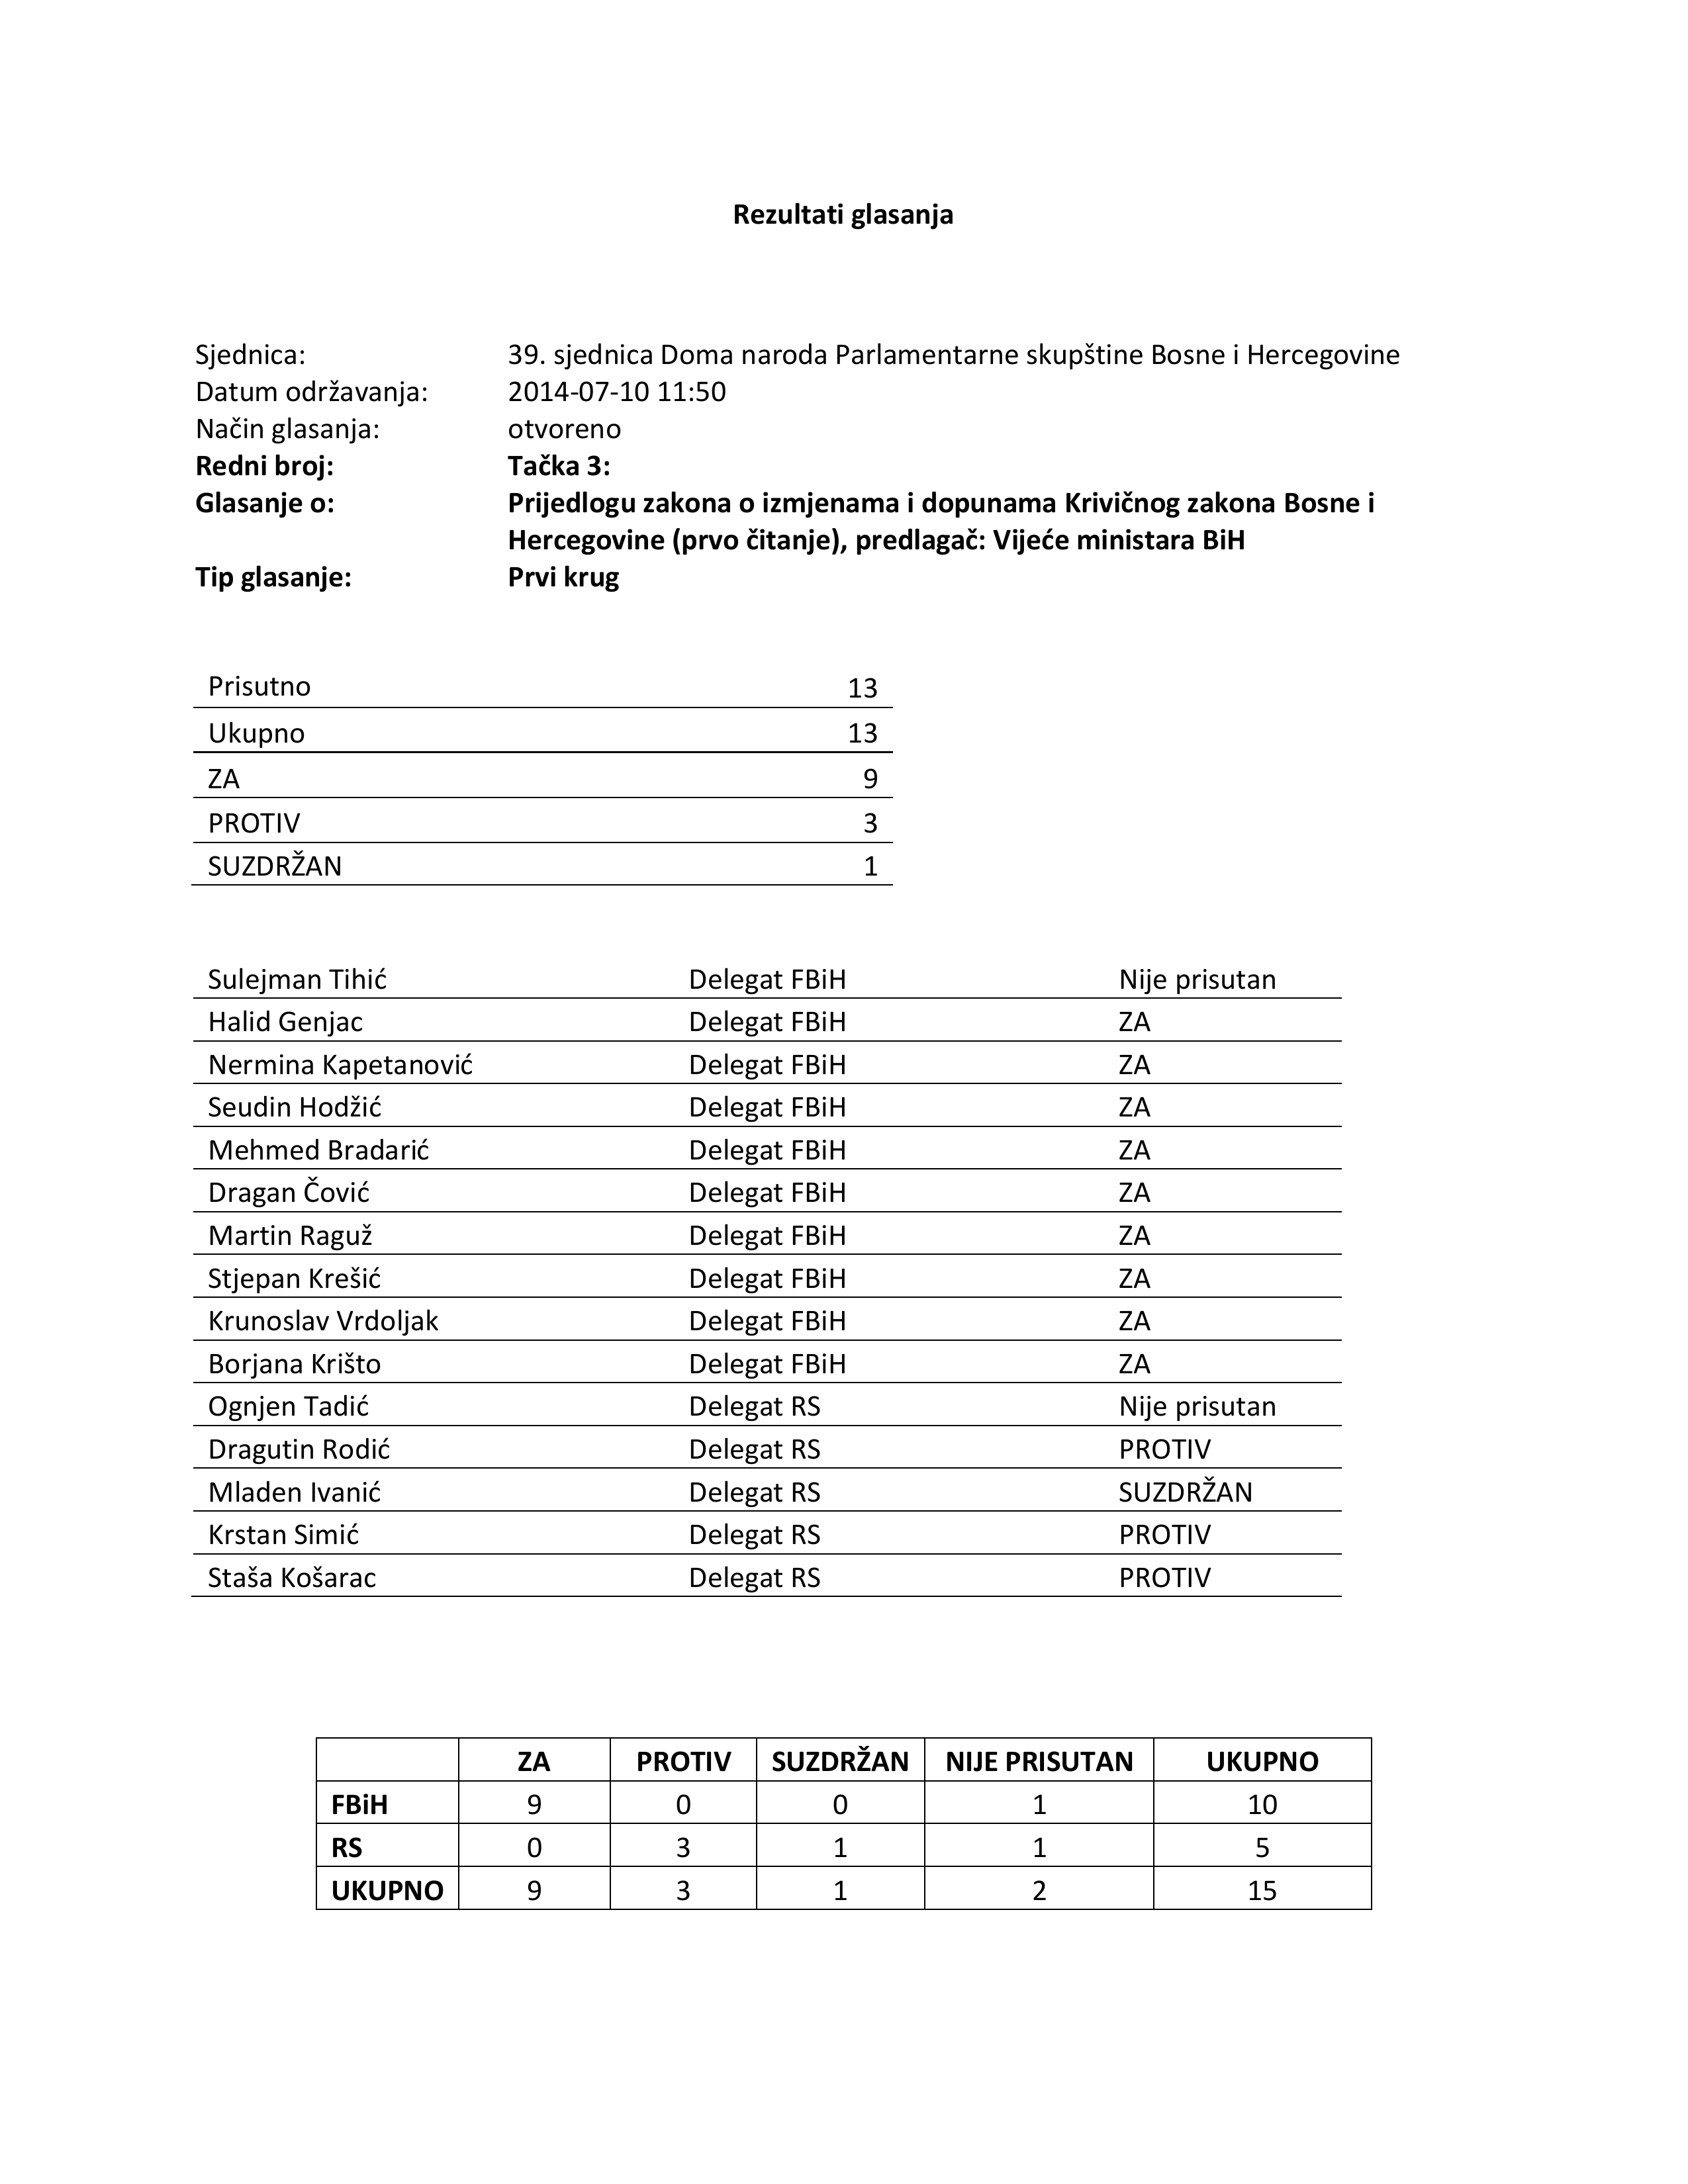 Rezultati glasanja
Sjednica: 39. sjednica Doma naroda Parlamentarne skupštine Bosne i Hercegovine
Datum održavanja: 2014-07-10 11:50
Način glasanja: otvoreno
Redni broj: Tačka 3:
Glasanje o: Prijedlogu zakona o izmjenama i dopunama Krivičnog zakona Bosne i
Hercegovine (prvo čitanje), predlagač: Vijeće ministara BiH
Tip glasanje: Prvi krug
Prisutno 13
Ukupno 13
ZA 9
PROTIV 3
SUZDRŽAN 1
Sulejman Tihić Delegat FBiH Nije prisutan
Halid Genjac Delegat FBiH ZA
Nermina Kapetanović Delegat FBiH ZA
Seudin Hodžić Delegat FBiH ZA
Mehmed Bradarić Delegat FBiH ZA
Dragan Čović Delegat FBiH ZA
Martin Raguž Delegat FBiH ZA
Stjepan Krešić Delegat FBiH ZA
Krunoslav Vrdoljak Delegat FBiH ZA
Borjana Krišto Delegat FBiH ZA
Ognjen Tadić Delegat RS Nije prisutan
Dragutin Rodić Delegat RS PROTIV
Mladen Ivanić Delegat RS SUZDRŽAN
Krstan Simić Delegat RS PROTIV
Staša Košarac Delegat RS PROTIV
ZA PROTIV SUZDRŽAN NIJE PRISUTAN UKUPNO
FBiH 9 0 0 1 10
RS 0 3 1 1 5
UKUPNO 9 3 1 2 15